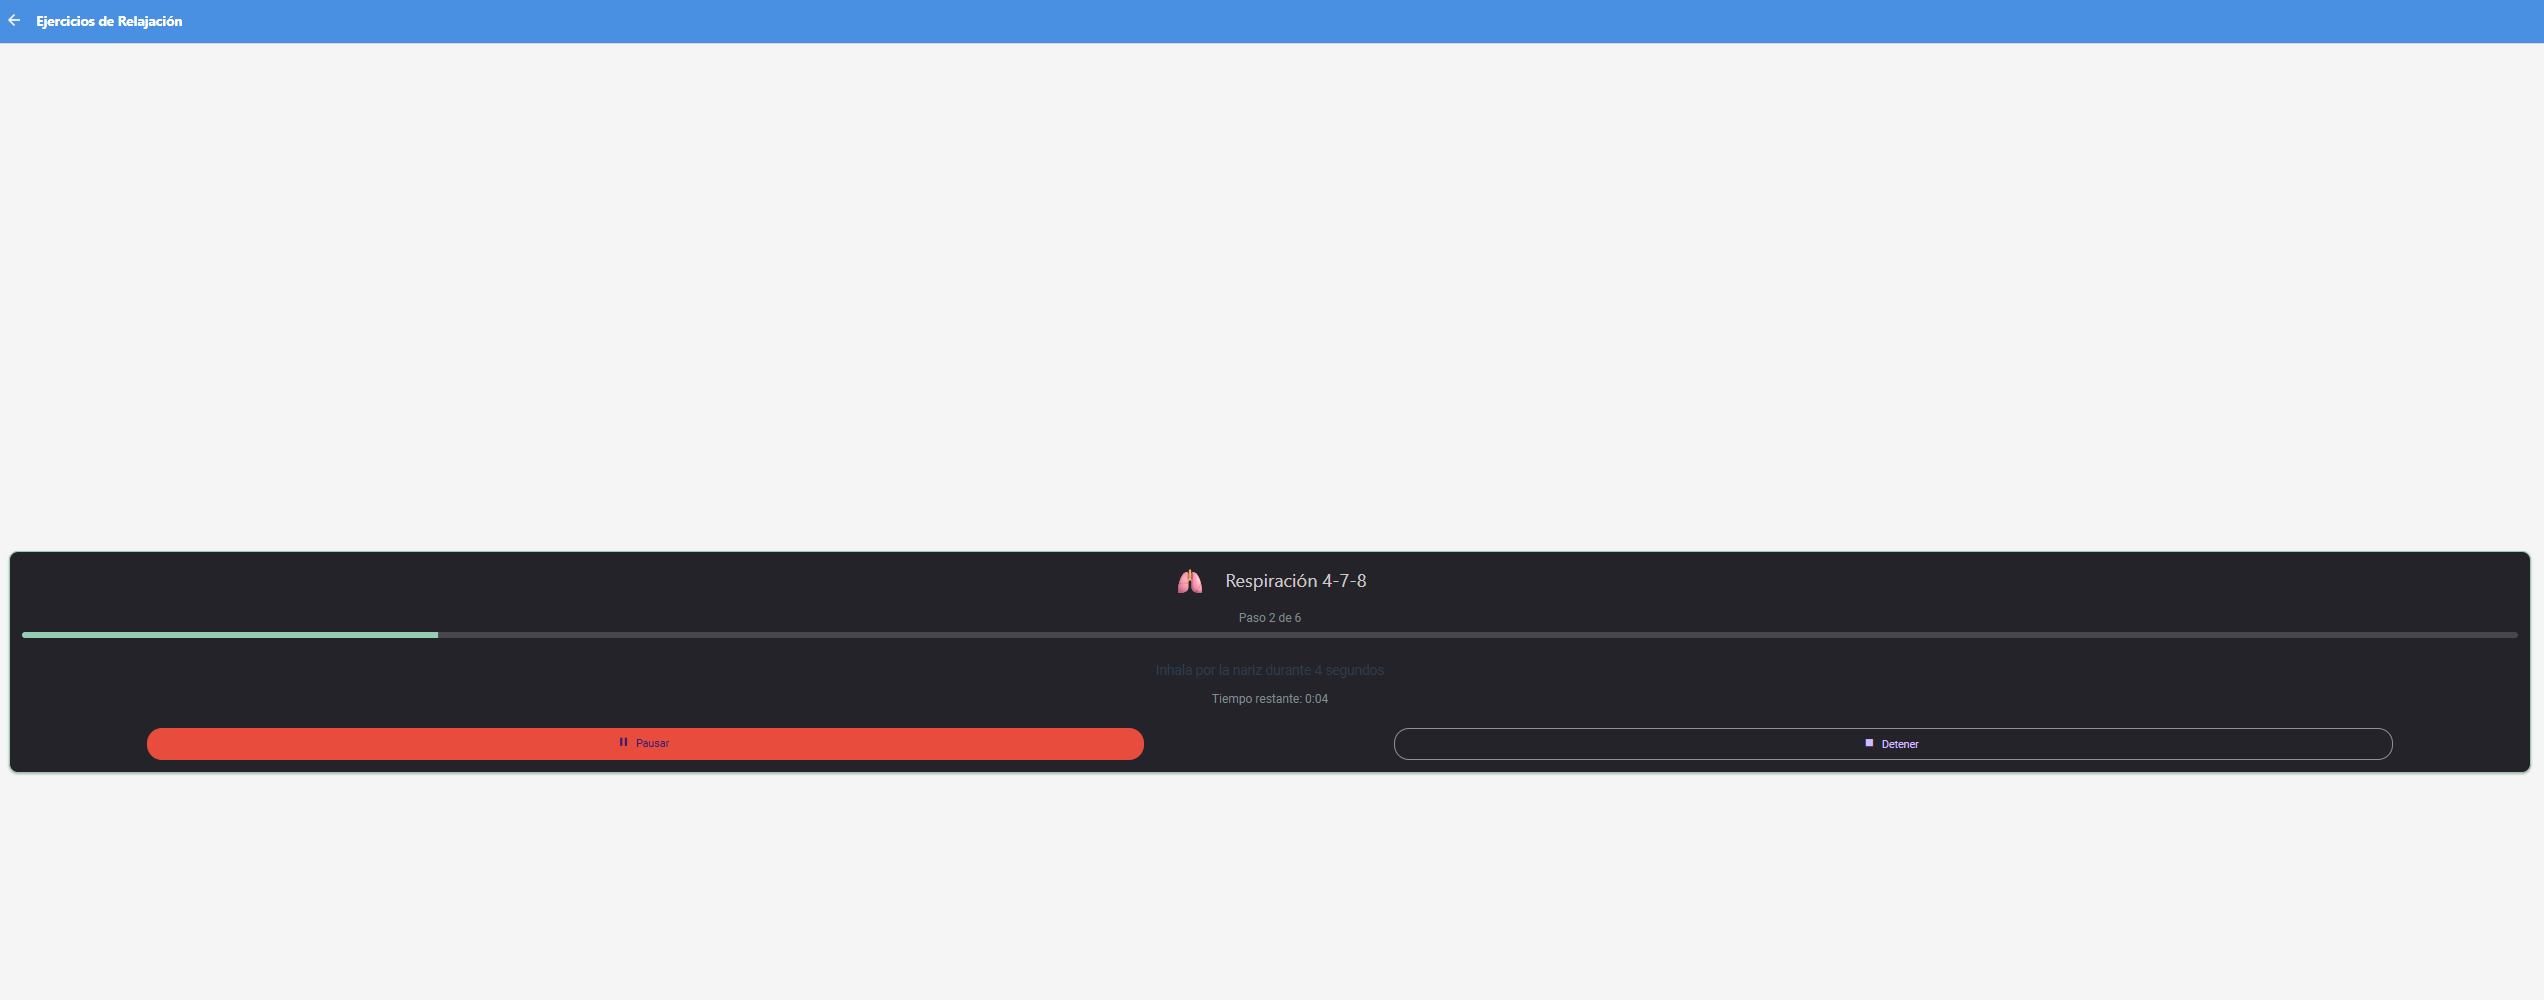 Ejercicios de Relajación
Respiración 4-7-8
Paso 2 de 6
Inhala por la nariz durante 4 segundos
Tiempo restante: 0:04
Pausar
Detener